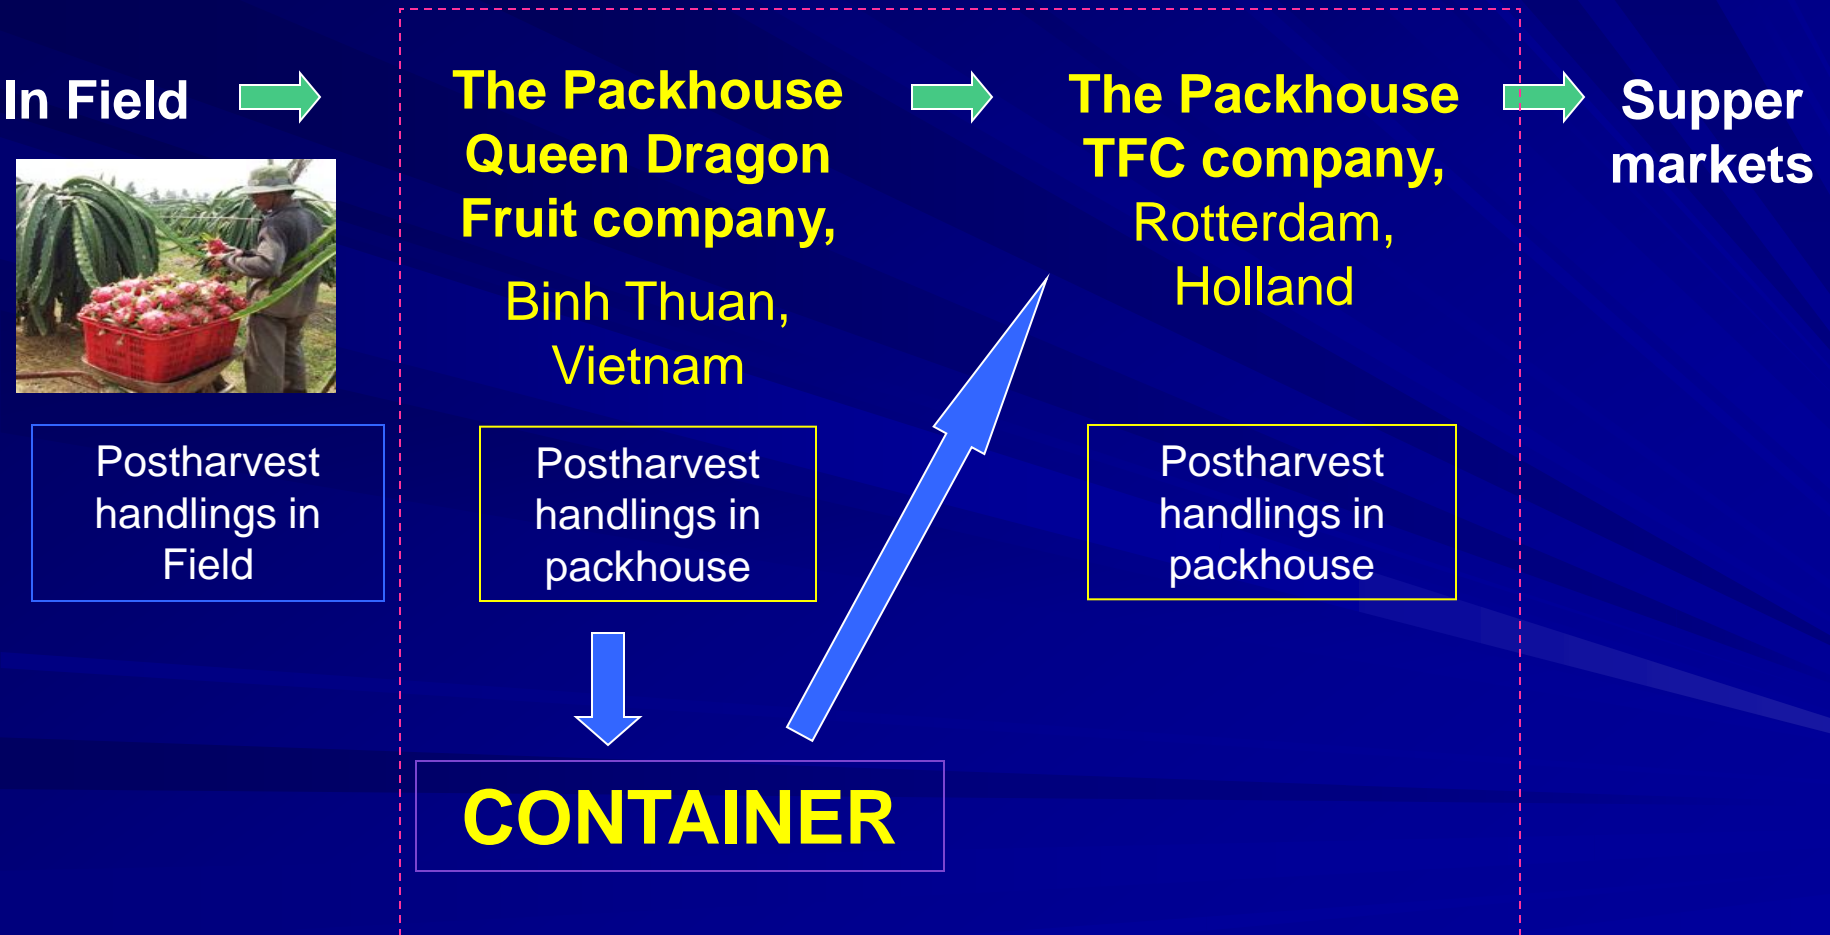 In Field
The Packhouse
Queen Dragon
Fruit company,
Binh Thuan,
Vietnam
The Packhouse
TFC company,
Rotterdam,
Holland
Supper
markets
Postharvest
handlings in
Field
Postharvest
handlings in
packhouse
Postharvest
handlings in
packhouse
CONTAINER